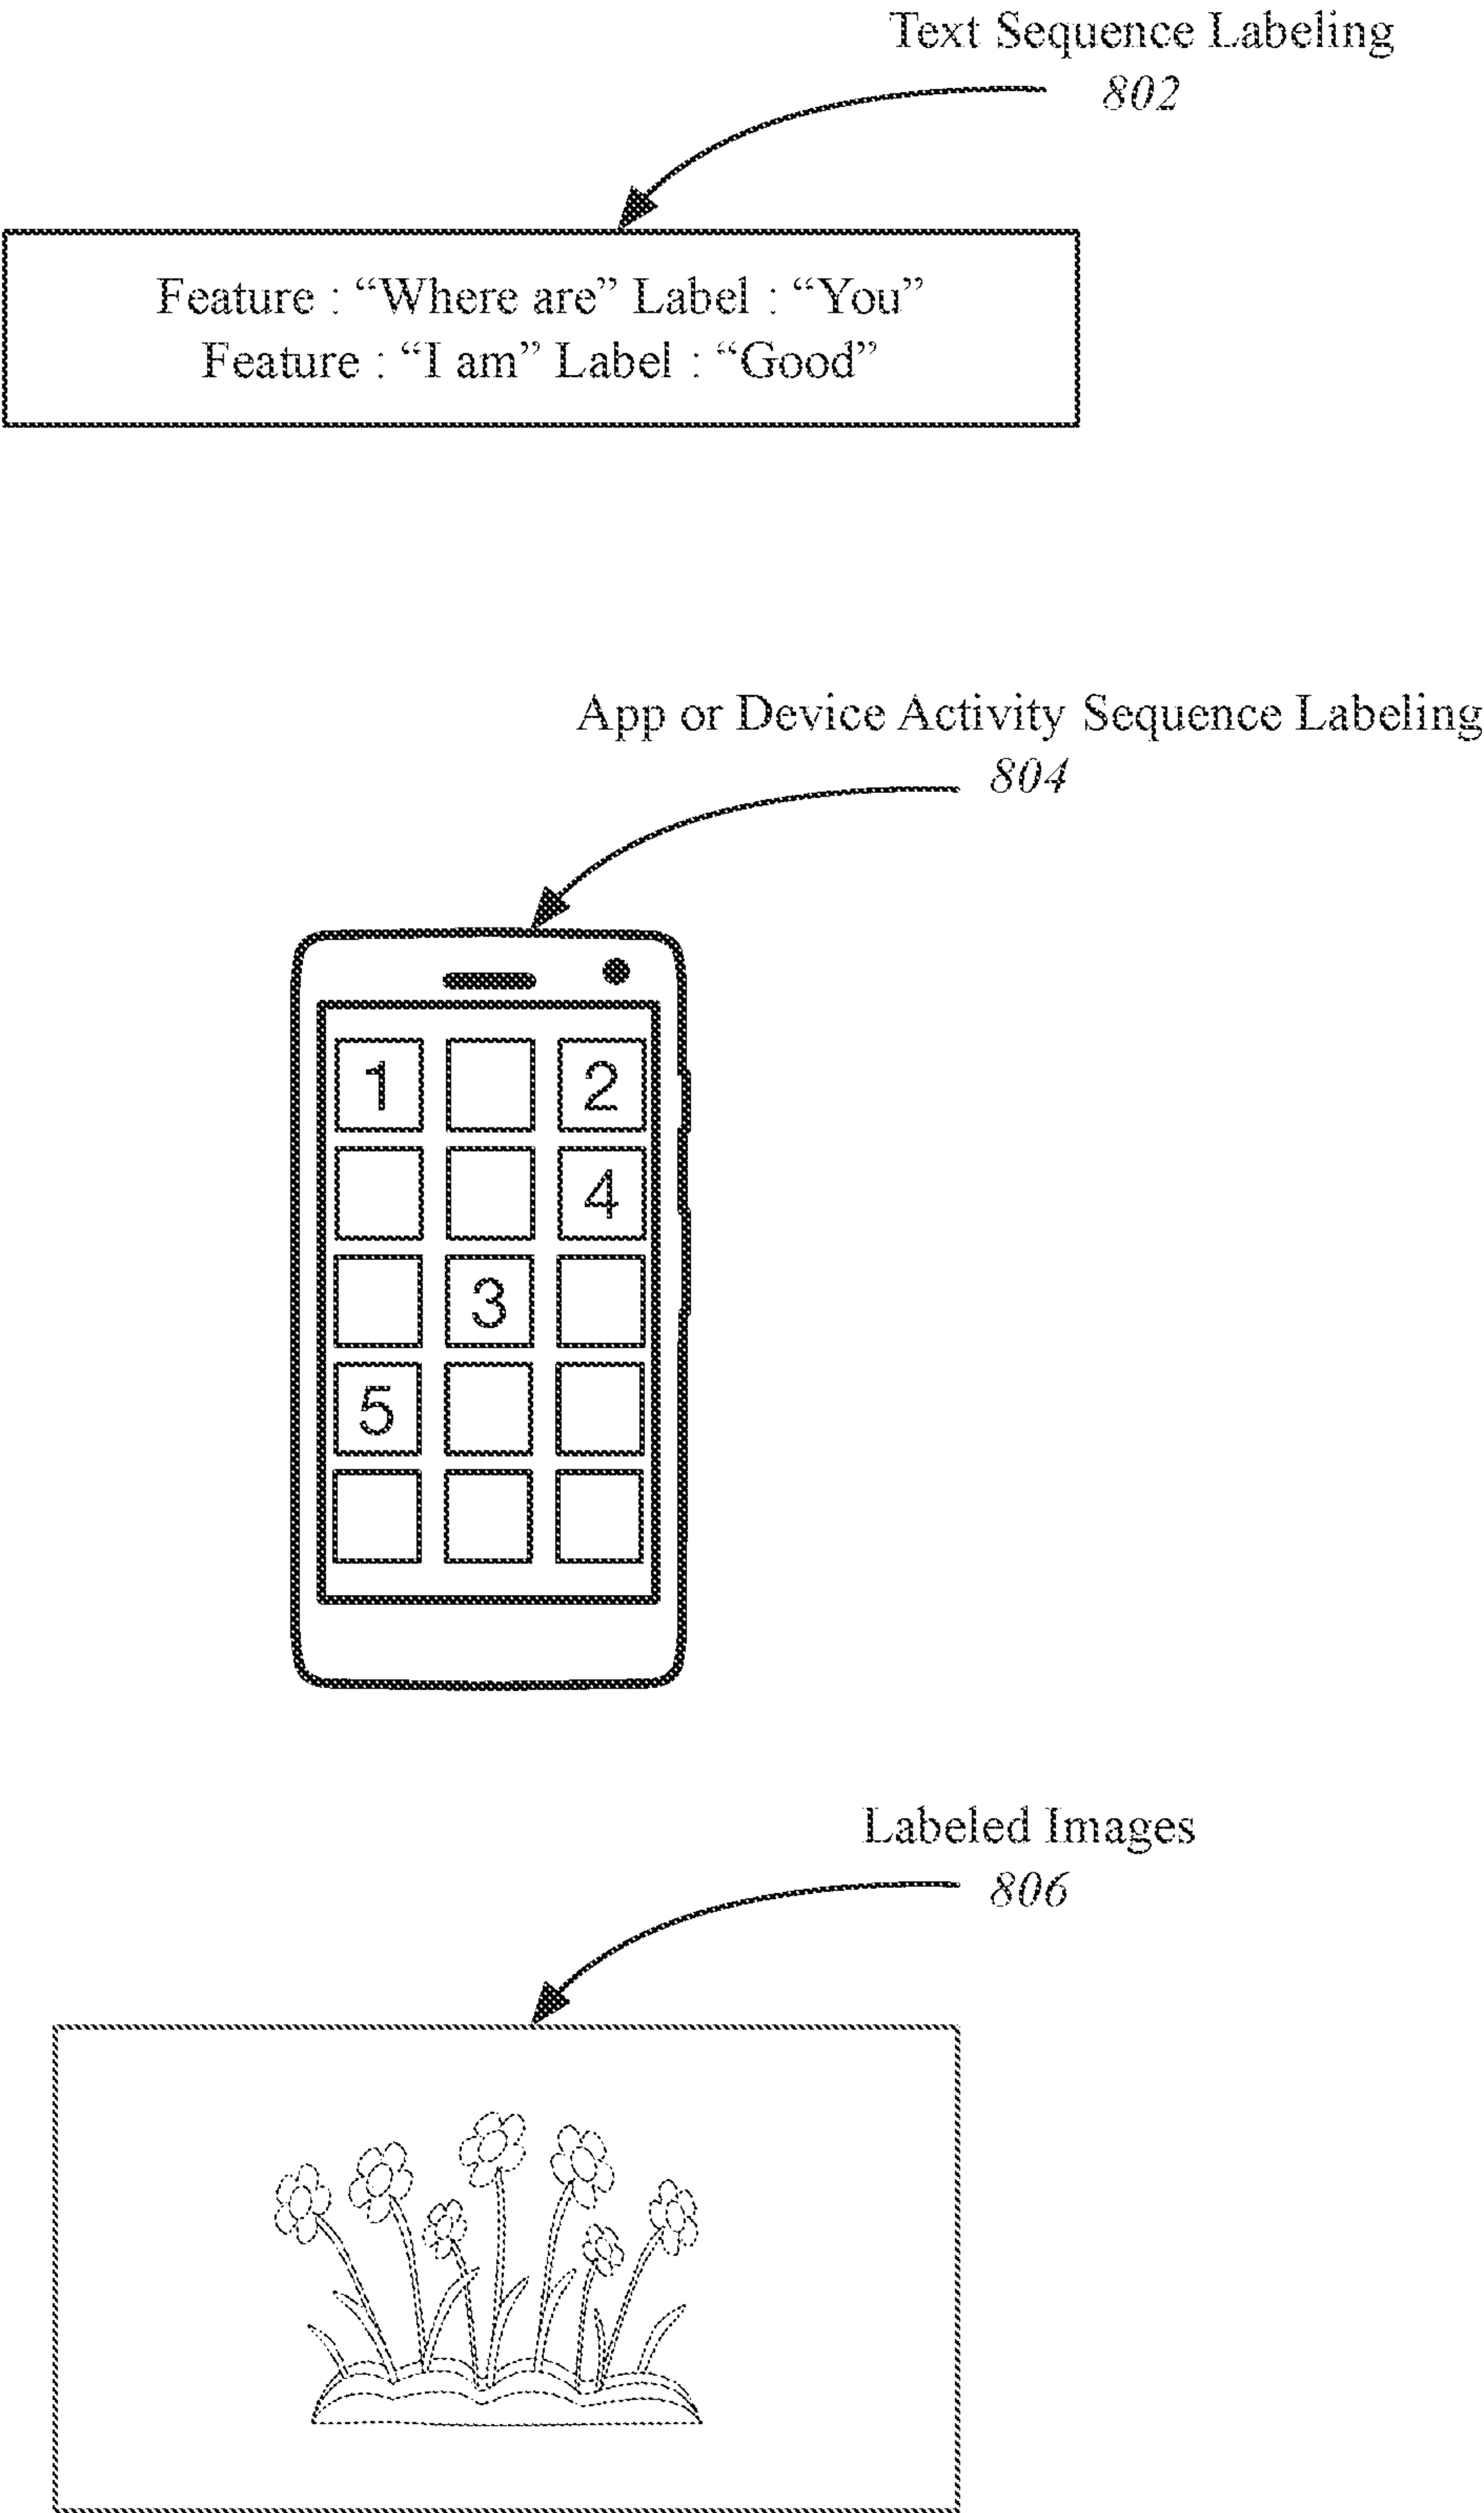 Text Sequence Labeling
802
Feature : “Where are” Label : “You”
Feature : “I am” Label : “Good”
App or Device Activity Sequence Labeling
804
1 2
4
3
5
Labeled Images
806